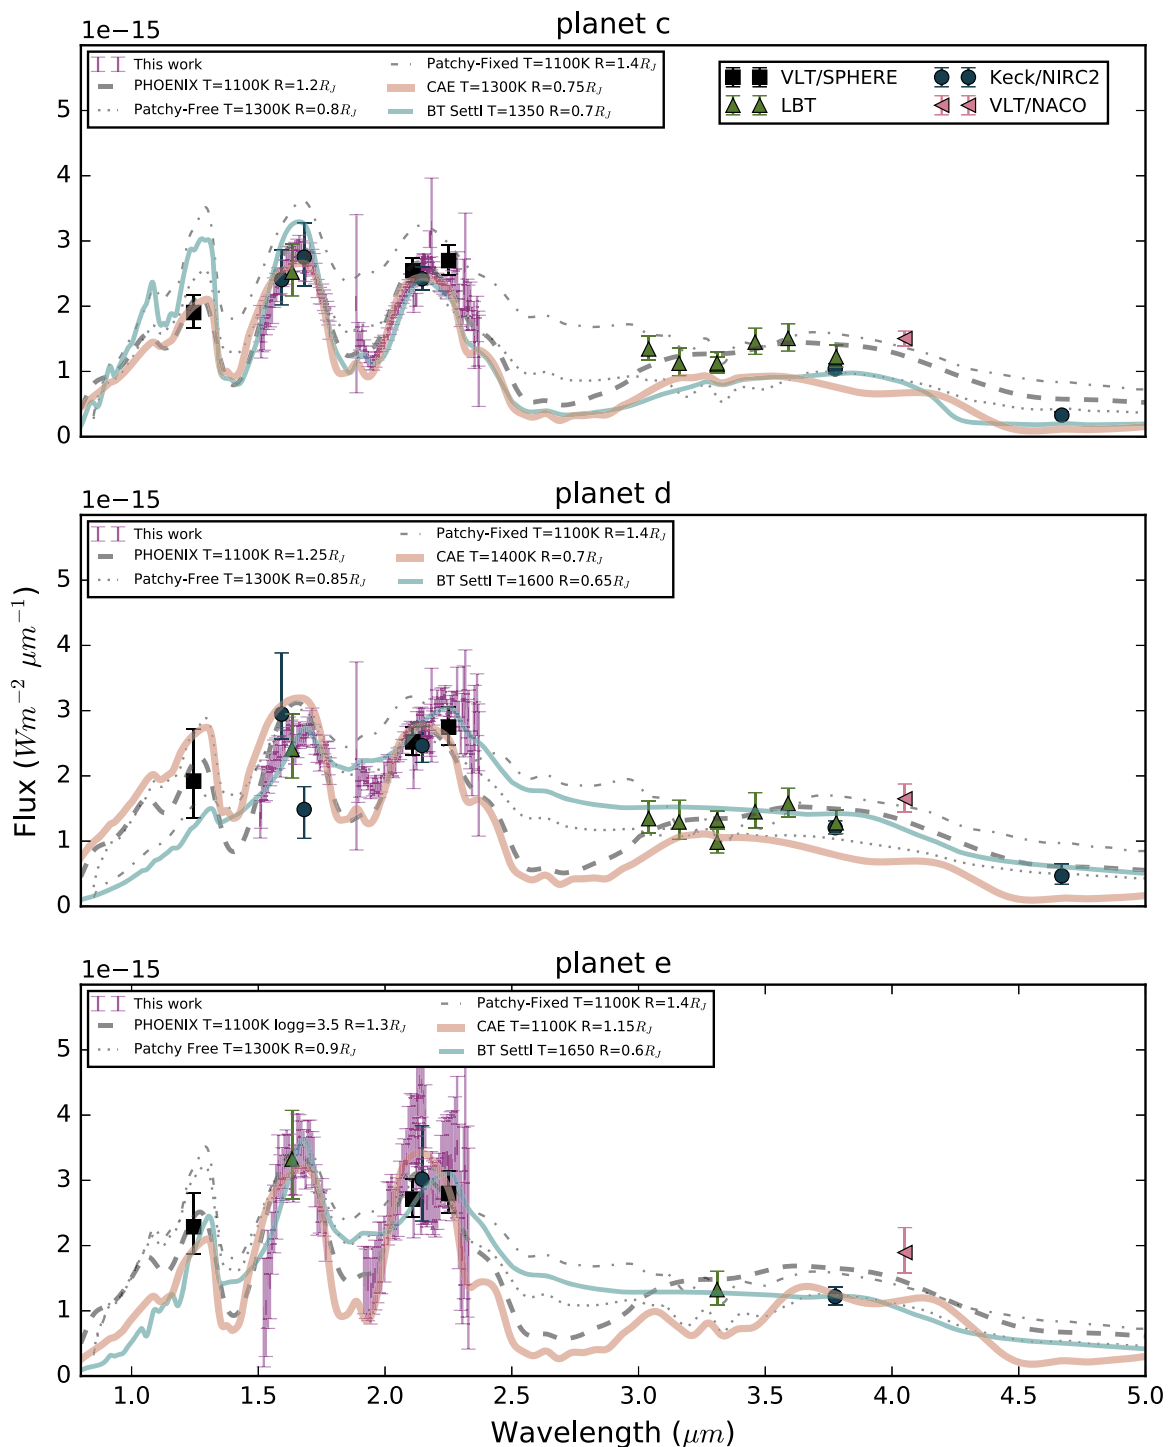 planet c
1e−15
This work
PHOENIX T=1100K R=1.2R_J
Patchy-Free T=1300K R=0.8R_J
Patchy-Fixed T=1100K R=1.4R_J
CAE T=1300K R=0.75R_J
BT Settl T=1350 R=0.7R_J
VLT/SPHERE
LBT
Keck/NIRC2
VLT/NACO
5
4
3
2
1
0
planet d
1e−15
This work
PHOENIX T=1100K R=1.25R_J
Patchy-Free T=1300K R=0.85R_J
Patchy-Fixed T=1100K R=1.4R_J
CAE T=1400K R=0.7R_J
BT Settl T=1600 R=0.65R_J
5
4
3
2
1
0
Flux (Wm⁻² μm⁻¹)
planet e
1e−15
This work
PHOENIX T=1100K logg=3.5 R=1.3R_J
Patchy Free T=1300K R=0.9R_J
Patchy-Fixed T=1100K R=1.4R_J
CAE T=1100K R=1.15R_J
BT Settl T=1650 R=0.6R_J
5
4
3
2
1
0
1.0 1.5 2.0 2.5 3.0 3.5 4.0 4.5 5.0
Wavelength (μm)